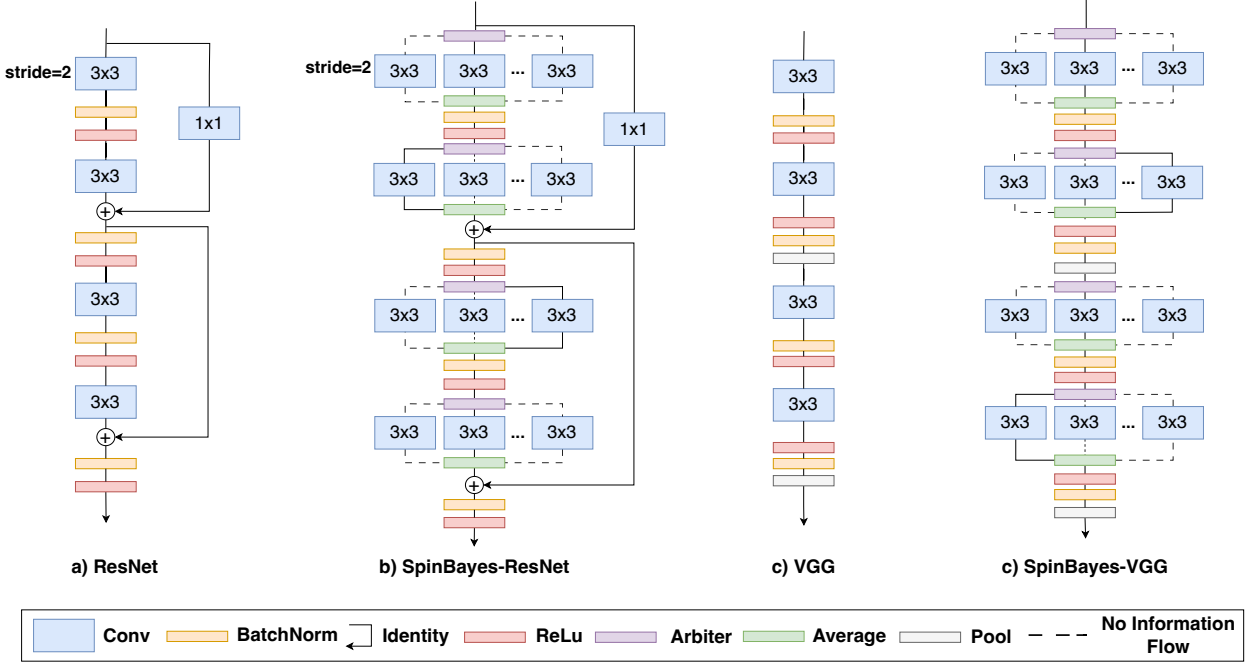 stride=2
3x3
1x1
3x3
3x3
3x3
a) ResNet
stride=2
3x3 3x3 ... 3x3
1x1
3x3 3x3 ... 3x3
3x3 3x3 ... 3x3
3x3 3x3 ... 3x3
b) SpinBayes-ResNet
3x3
3x3
3x3
3x3
c) VGG
3x3 3x3 ... 3x3
3x3 3x3 ... 3x3
3x3 3x3 ... 3x3
3x3 3x3 ... 3x3
c) SpinBayes-VGG
Conv BatchNorm Identity ReLu Arbiter Average Pool No Information
Flow